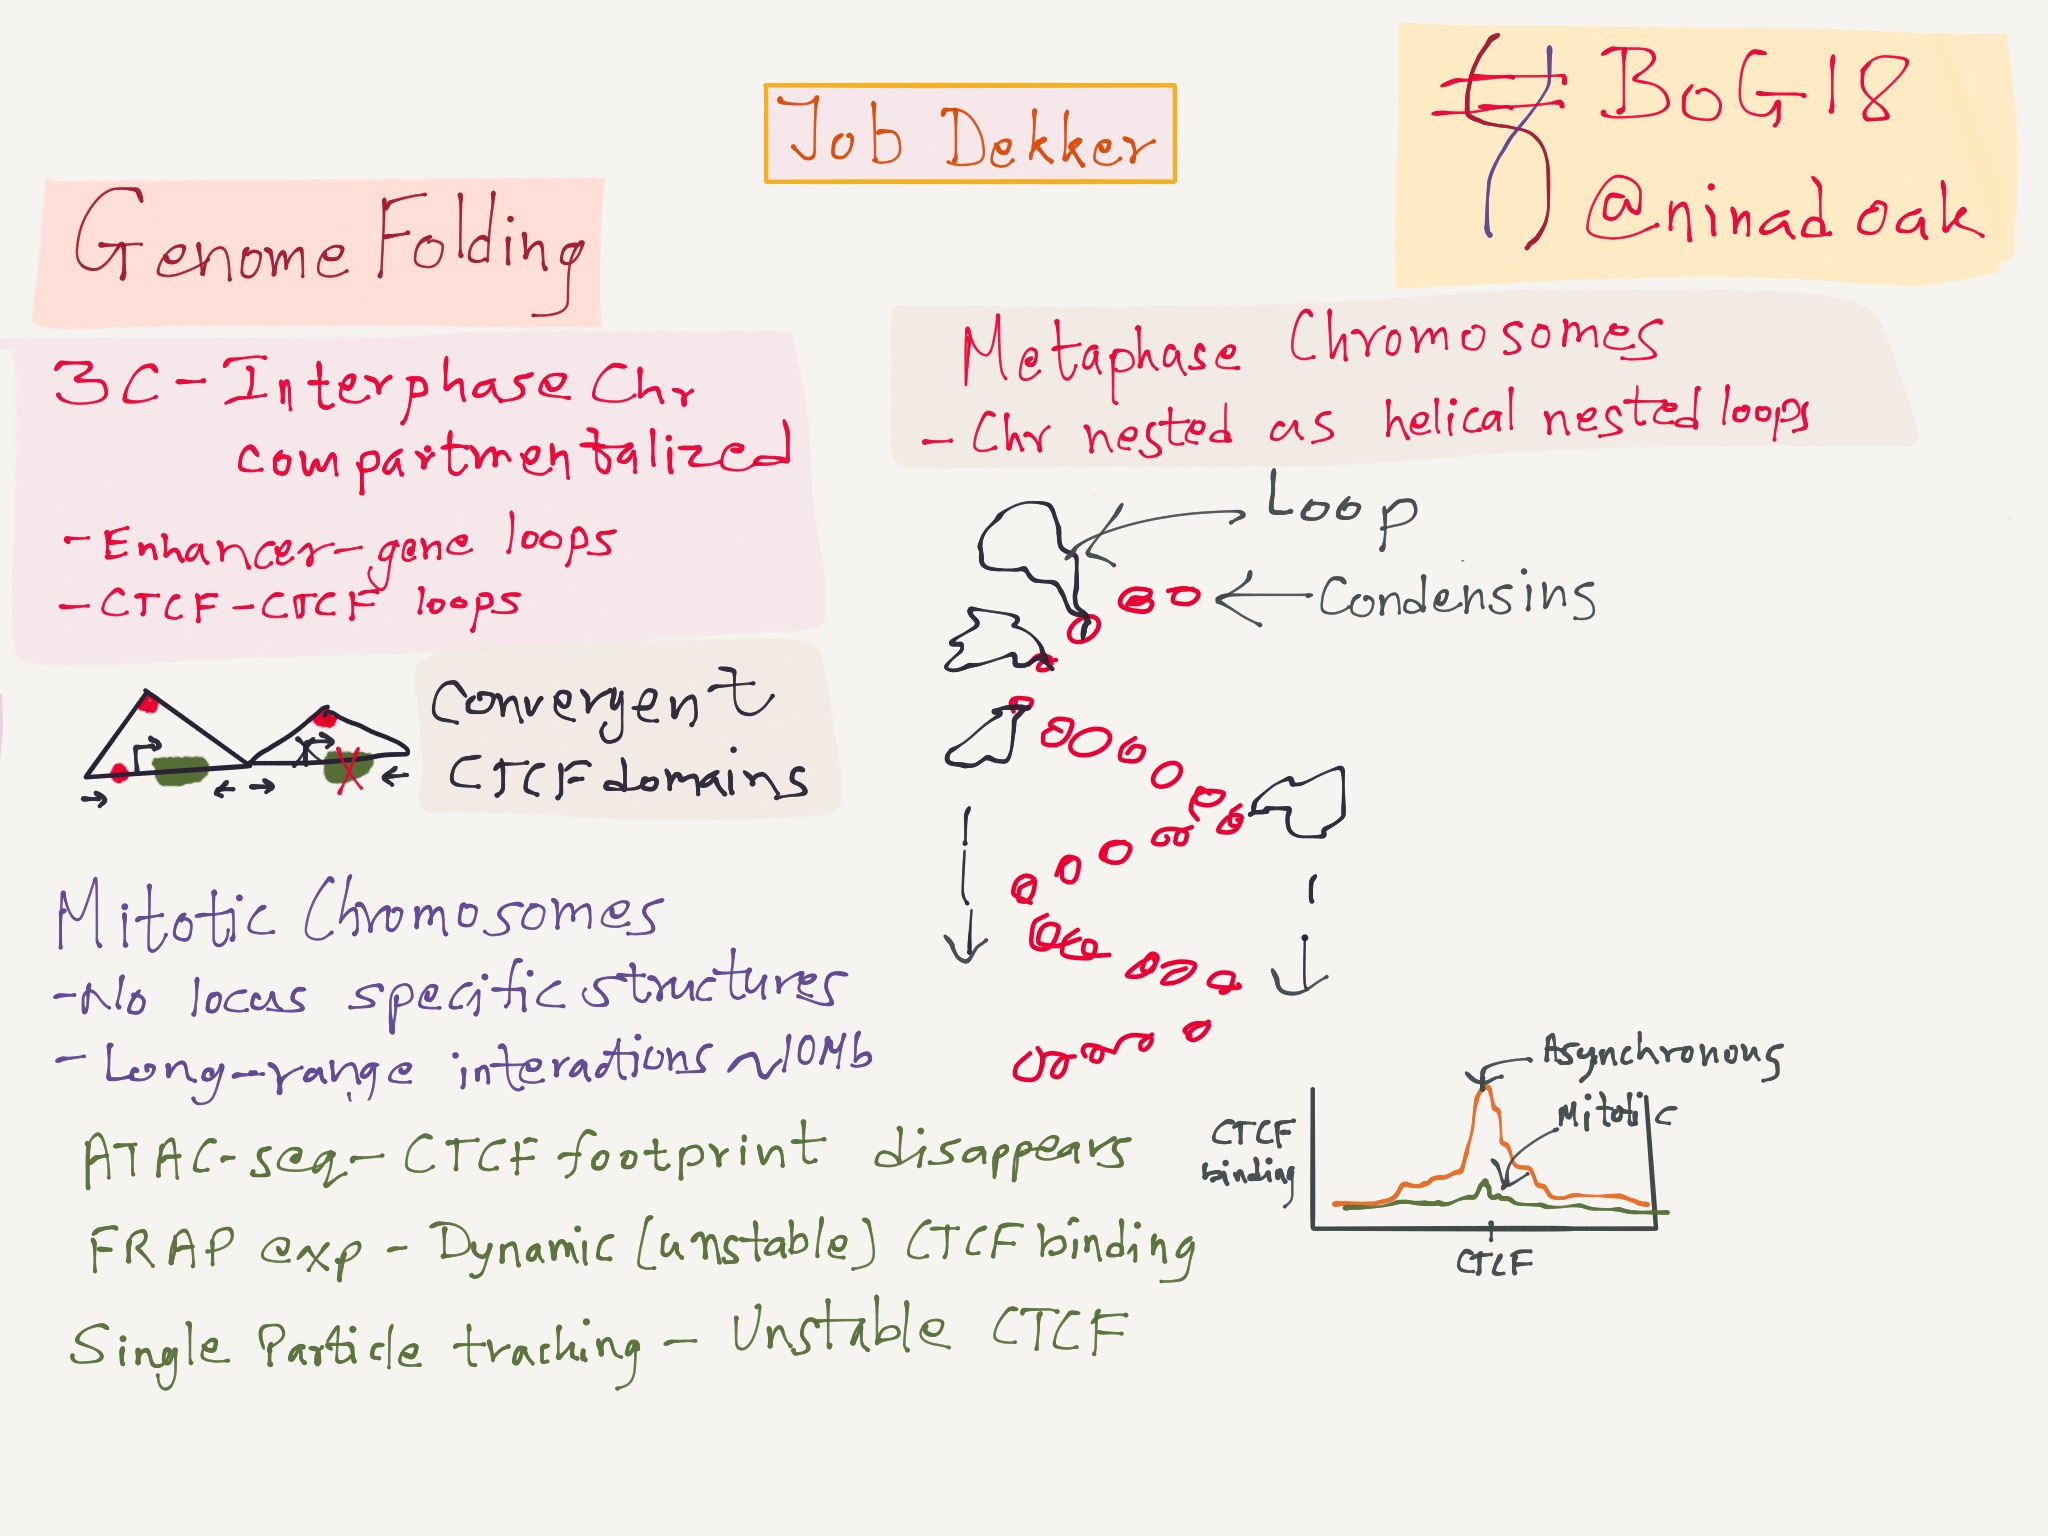 Job Dekker
#BoG18
@ninadoak
Genome Folding
3C - Interphase Chr
compartmentalized
- Enhancer-gene loops
- CTCF-CTCF loops
Convergent
CTCF domains
Mitotic Chromosomes
- No locus specific structures
- Long-range interactions ~10Mb
ATAC-seq - CTCF footprint disappears
FRAP exp - Dynamic (unstable) CTCF binding
Single Particle tracking - Unstable CTCF
Metaphase Chromosomes
- Chr nested as helical nested loops
Loop
Condensins
Asynchronous
Mitotic
CTCF
binding
CTCF